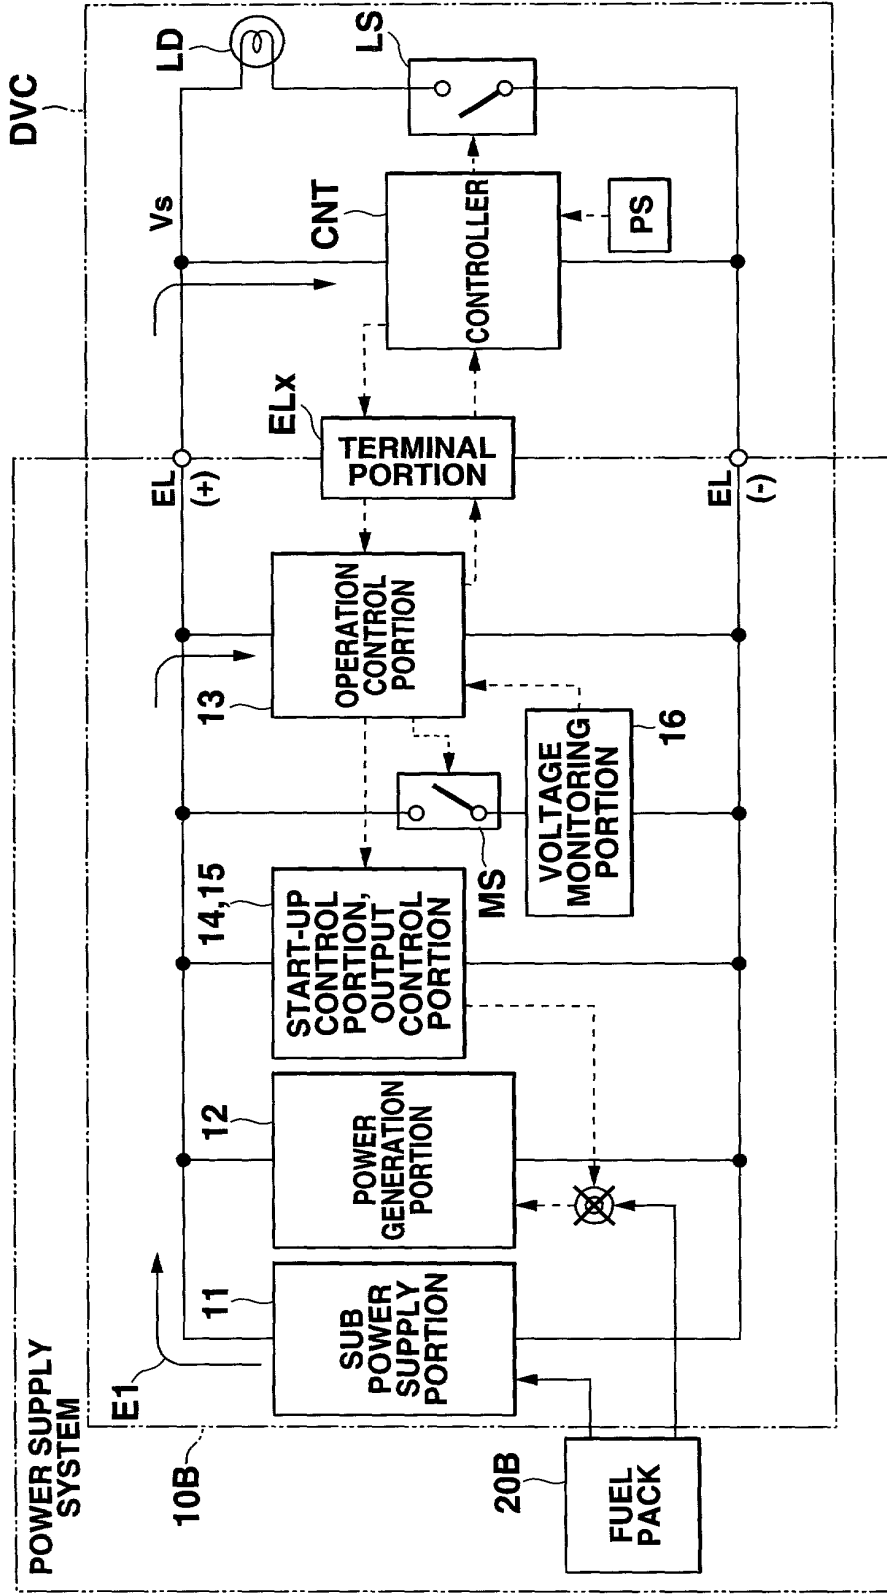 POWER SUPPLY
SYSTEM
DVC
10B
E1
11
SUB
POWER
SUPPLY
PORTION
12
POWER
GENERATION
PORTION
14,15
START-UP
CONTROL
PORTION,
OUTPUT
CONTROL
PORTION
MS
13
OPERATION
CONTROL
PORTION
VOLTAGE
MONITORING
PORTION
16
EL
(+)
ELx
TERMINAL
PORTION
EL
(-)
Vs
CNT
CONTROLLER
PS
LD
LS
20B
FUEL
PACK